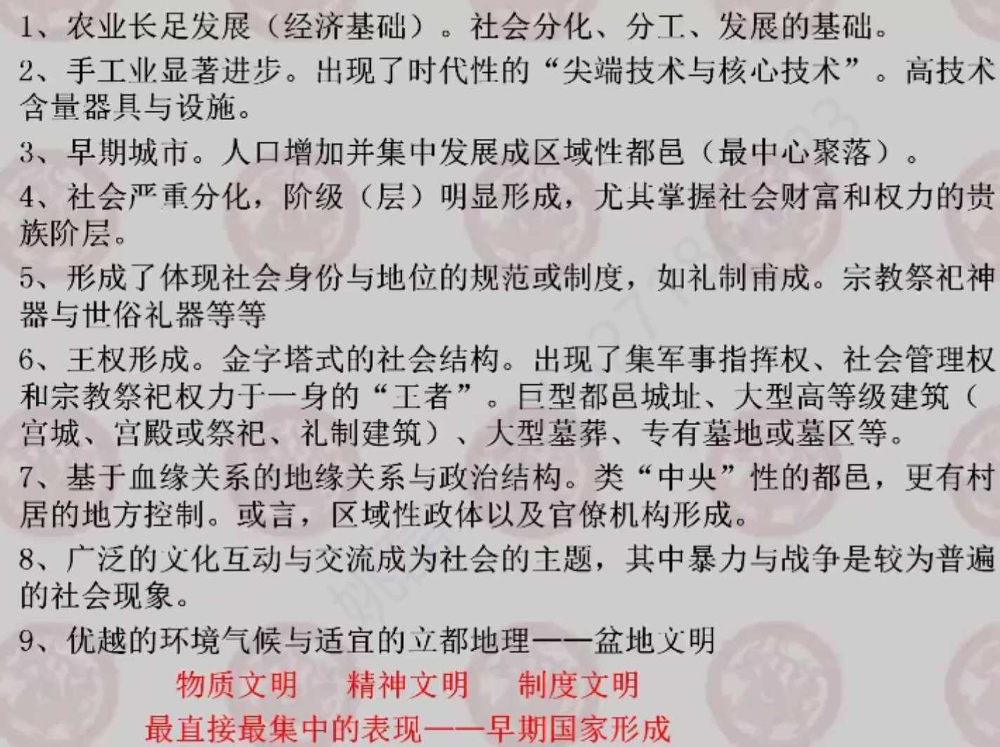 1、农业长足发展（经济基础）。社会分化、分工、发展的基础。
2、手工业显著进步。出现了时代性的“尖端技术与核心技术”。高技术
含量器具与设施。
3、早期城市。人口增加并集中发展成区域性都邑（最中心聚落）。
4、社会严重分化，阶级（层）明显形成，尤其掌握社会财富和权力的贵
族阶层。
5、形成了体现社会身份与地位的规范或制度，如礼制甫成。宗教祭祀神
器与世俗礼器等等
6、王权形成。金字塔式的社会结构。出现了集军事指挥权、社会管理权
和宗教祭祀权力于一身的“王者”。巨型都邑城址、大型高等级建筑（
宫城、宫殿或祭祀、礼制建筑）、大型墓葬、专有墓地或墓区等。
7、基于血缘关系的地缘关系与政治结构。类“中央”性的都邑，更有村
居的地方控制。或言，区域性政体以及官僚机构形成。
8、广泛的文化互动与交流成为社会的主题，其中暴力与战争是较为普遍
的社会现象。
9、优越的环境气候与适宜的立都地理——盆地文明
物质文明 精神文明 制度文明
最直接最集中的表现——早期国家形成